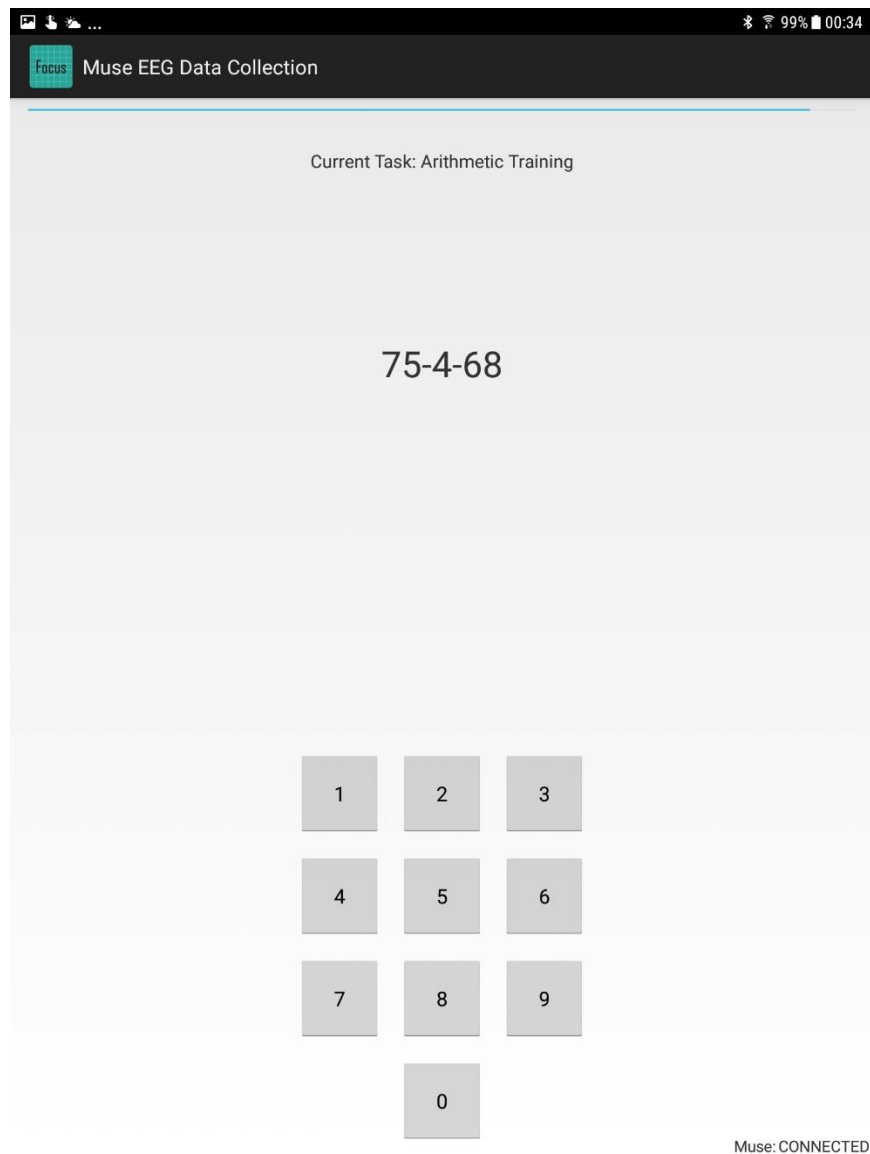 ... 99% 00:34
Focus Muse EEG Data Collection
Current Task: Arithmetic Training
75-4-68
1 2 3
4 5 6
7 8 9
0
Muse: CONNECTED